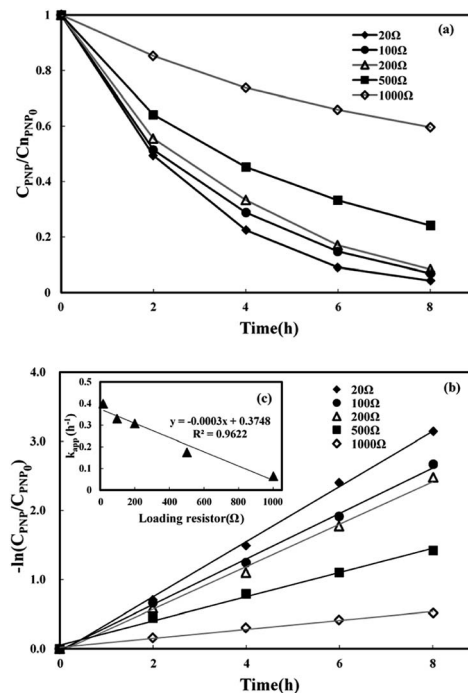 (a)
20Ω
100Ω
200Ω
500Ω
1000Ω
C_PNP/Cn_PNP₀
1
0.8
0.6
0.4
0.2
0
0 2 4 6 8
Time(h)
(b)
20Ω
100Ω
200Ω
500Ω
1000Ω
-ln(C_PNP/C_PNP₀)
4.0
3.0
2.0
1.0
0.0
0 2 4 6 8
Time(h)
(c)
y = -0.0003x + 0.3748
R² = 0.9622
k_app (h⁻¹)
0.5
0.4
0.3
0.2
0.1
0
0 200 400 600 800 1000
Loading resistor(Ω)